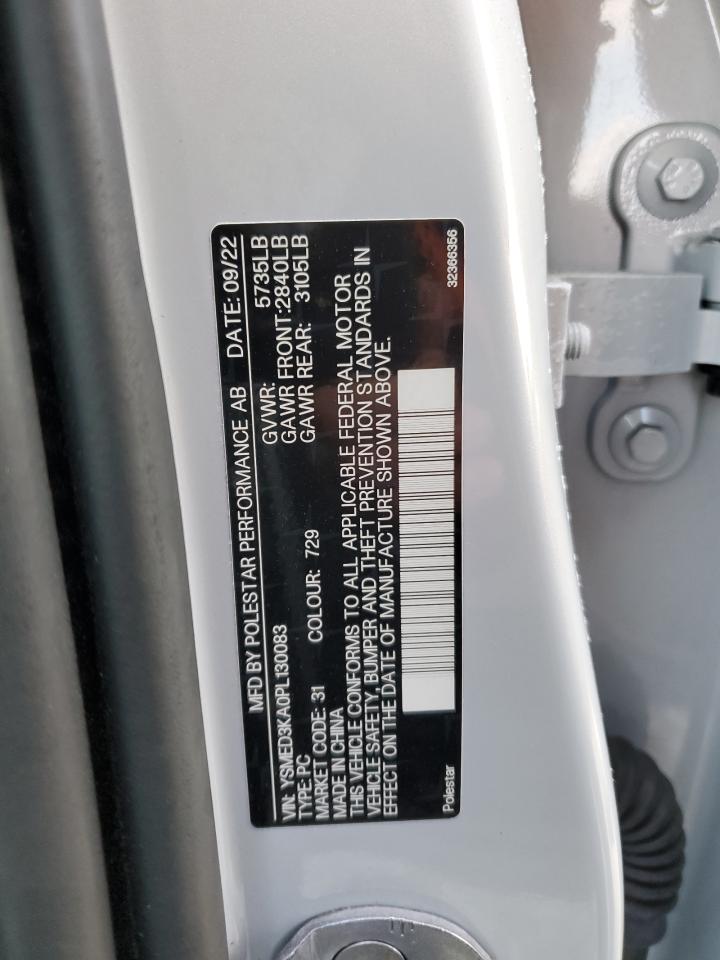 MFD BY POLESTAR PERFORMANCE AB DATE: 09/22
VIN: YSMED3KA0PL130083 GVWR: 5735LB
TYPE: PC GAWR FRONT:2840LB
MARKET CODE: 31 COLOUR: 729 GAWR REAR: 3105LB
MADE IN CHINA
THIS VEHICLE CONFORMS TO ALL APPLICABLE FEDERAL MOTOR
VEHICLE SAFETY, BUMPER AND THEFT PREVENTION STANDARDS IN
EFFECT ON THE DATE OF MANUFACTURE SHOWN ABOVE.
Polestar 32366356